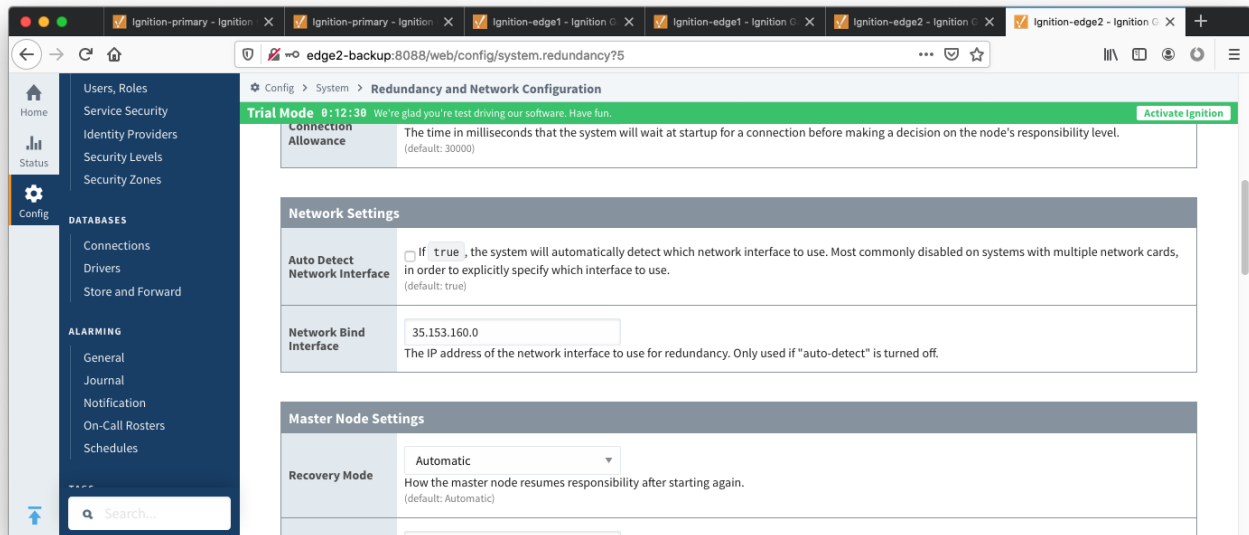 Ignition-primary - Ignition
Ignition-primary - Ignition
Ignition-edge1 - Ignition G
Ignition-edge1 - Ignition G
Ignition-edge2 - Ignition G
Ignition-edge2 - Ignition G
edge2-backup:8088/web/config/system.redundancy?5
Home
Status
Config
Users, Roles
Service Security
Identity Providers
Security Levels
Security Zones
DATABASES
Connections
Drivers
Store and Forward
ALARMING
General
Journal
Notification
On-Call Rosters
Schedules
TAGS
Search...
Config > System > Redundancy and Network Configuration
Trial Mode 0:12:30 We're glad you're test driving our software. Have fun.
Activate Ignition
Connection
Allowance
The time in milliseconds that the system will wait at startup for a connection before making a decision on the node's responsibility level.
(default: 30000)
Network Settings
Auto Detect
Network Interface
If true , the system will automatically detect which network interface to use. Most commonly disabled on systems with multiple network cards,
in order to explicitly specify which interface to use.
(default: true)
Network Bind
Interface
35.153.160.0
The IP address of the network interface to use for redundancy. Only used if "auto-detect" is turned off.
Master Node Settings
Recovery Mode
Automatic
How the master node resumes responsibility after starting again.
(default: Automatic)